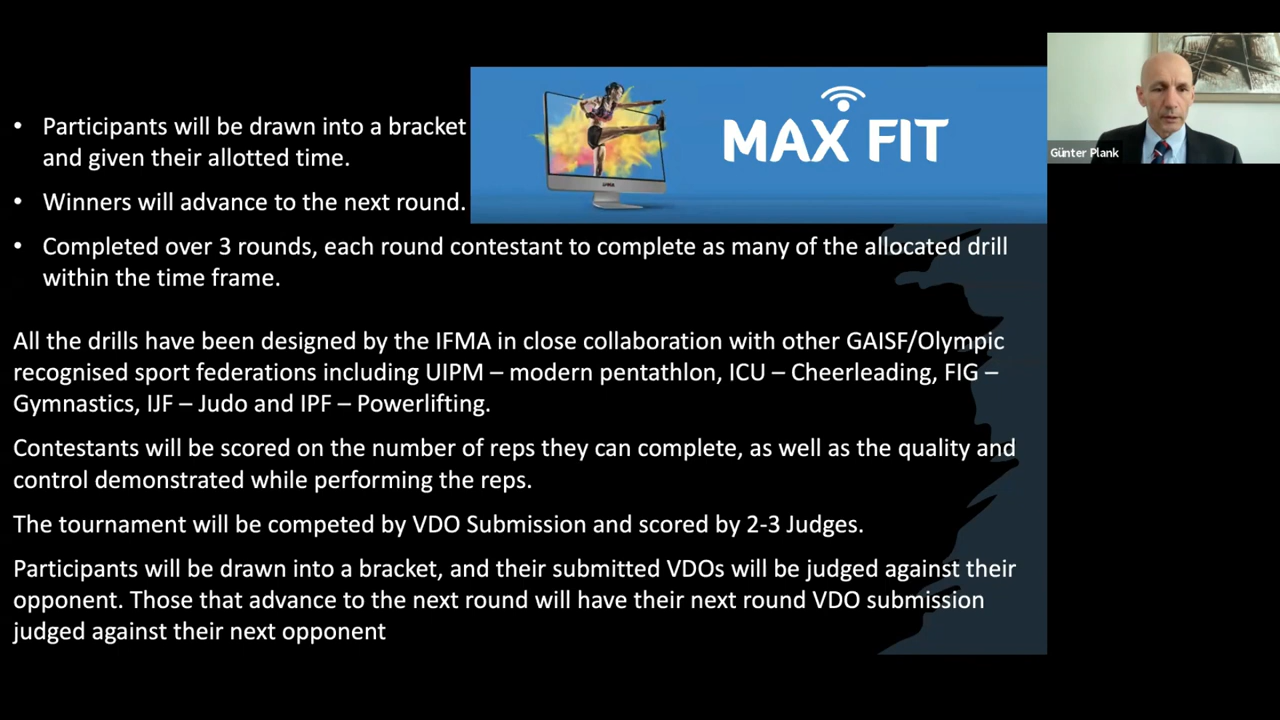 MAX FIT
Günter Plank
• Participants will be drawn into a bracket
and given their allotted time.
• Winners will advance to the next round.
• Completed over 3 rounds, each round contestant to complete as many of the allocated drill
within the time frame.
All the drills have been designed by the IFMA in close collaboration with other GAISF/Olympic
recognised sport federations including UIPM – modern pentathlon, ICU – Cheerleading, FIG –
Gymnastics, IJF – Judo and IPF – Powerlifting.
Contestants will be scored on the number of reps they can complete, as well as the quality and
control demonstrated while performing the reps.
The tournament will be competed by VDO Submission and scored by 2-3 Judges.
Participants will be drawn into a bracket, and their submitted VDOs will be judged against their
opponent. Those that advance to the next round will have their next round VDO submission
judged against their next opponent